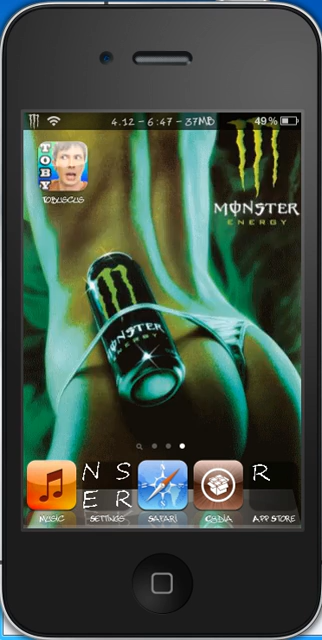 4.12 - 6:47 - 37MB
49%
TOBY
TOBUSCUS
MONSTER
ENERGY
MONSTER
ENERGY
N S R
E R
MUSIC SETTINGS SAFARI CYDIA APP STORE